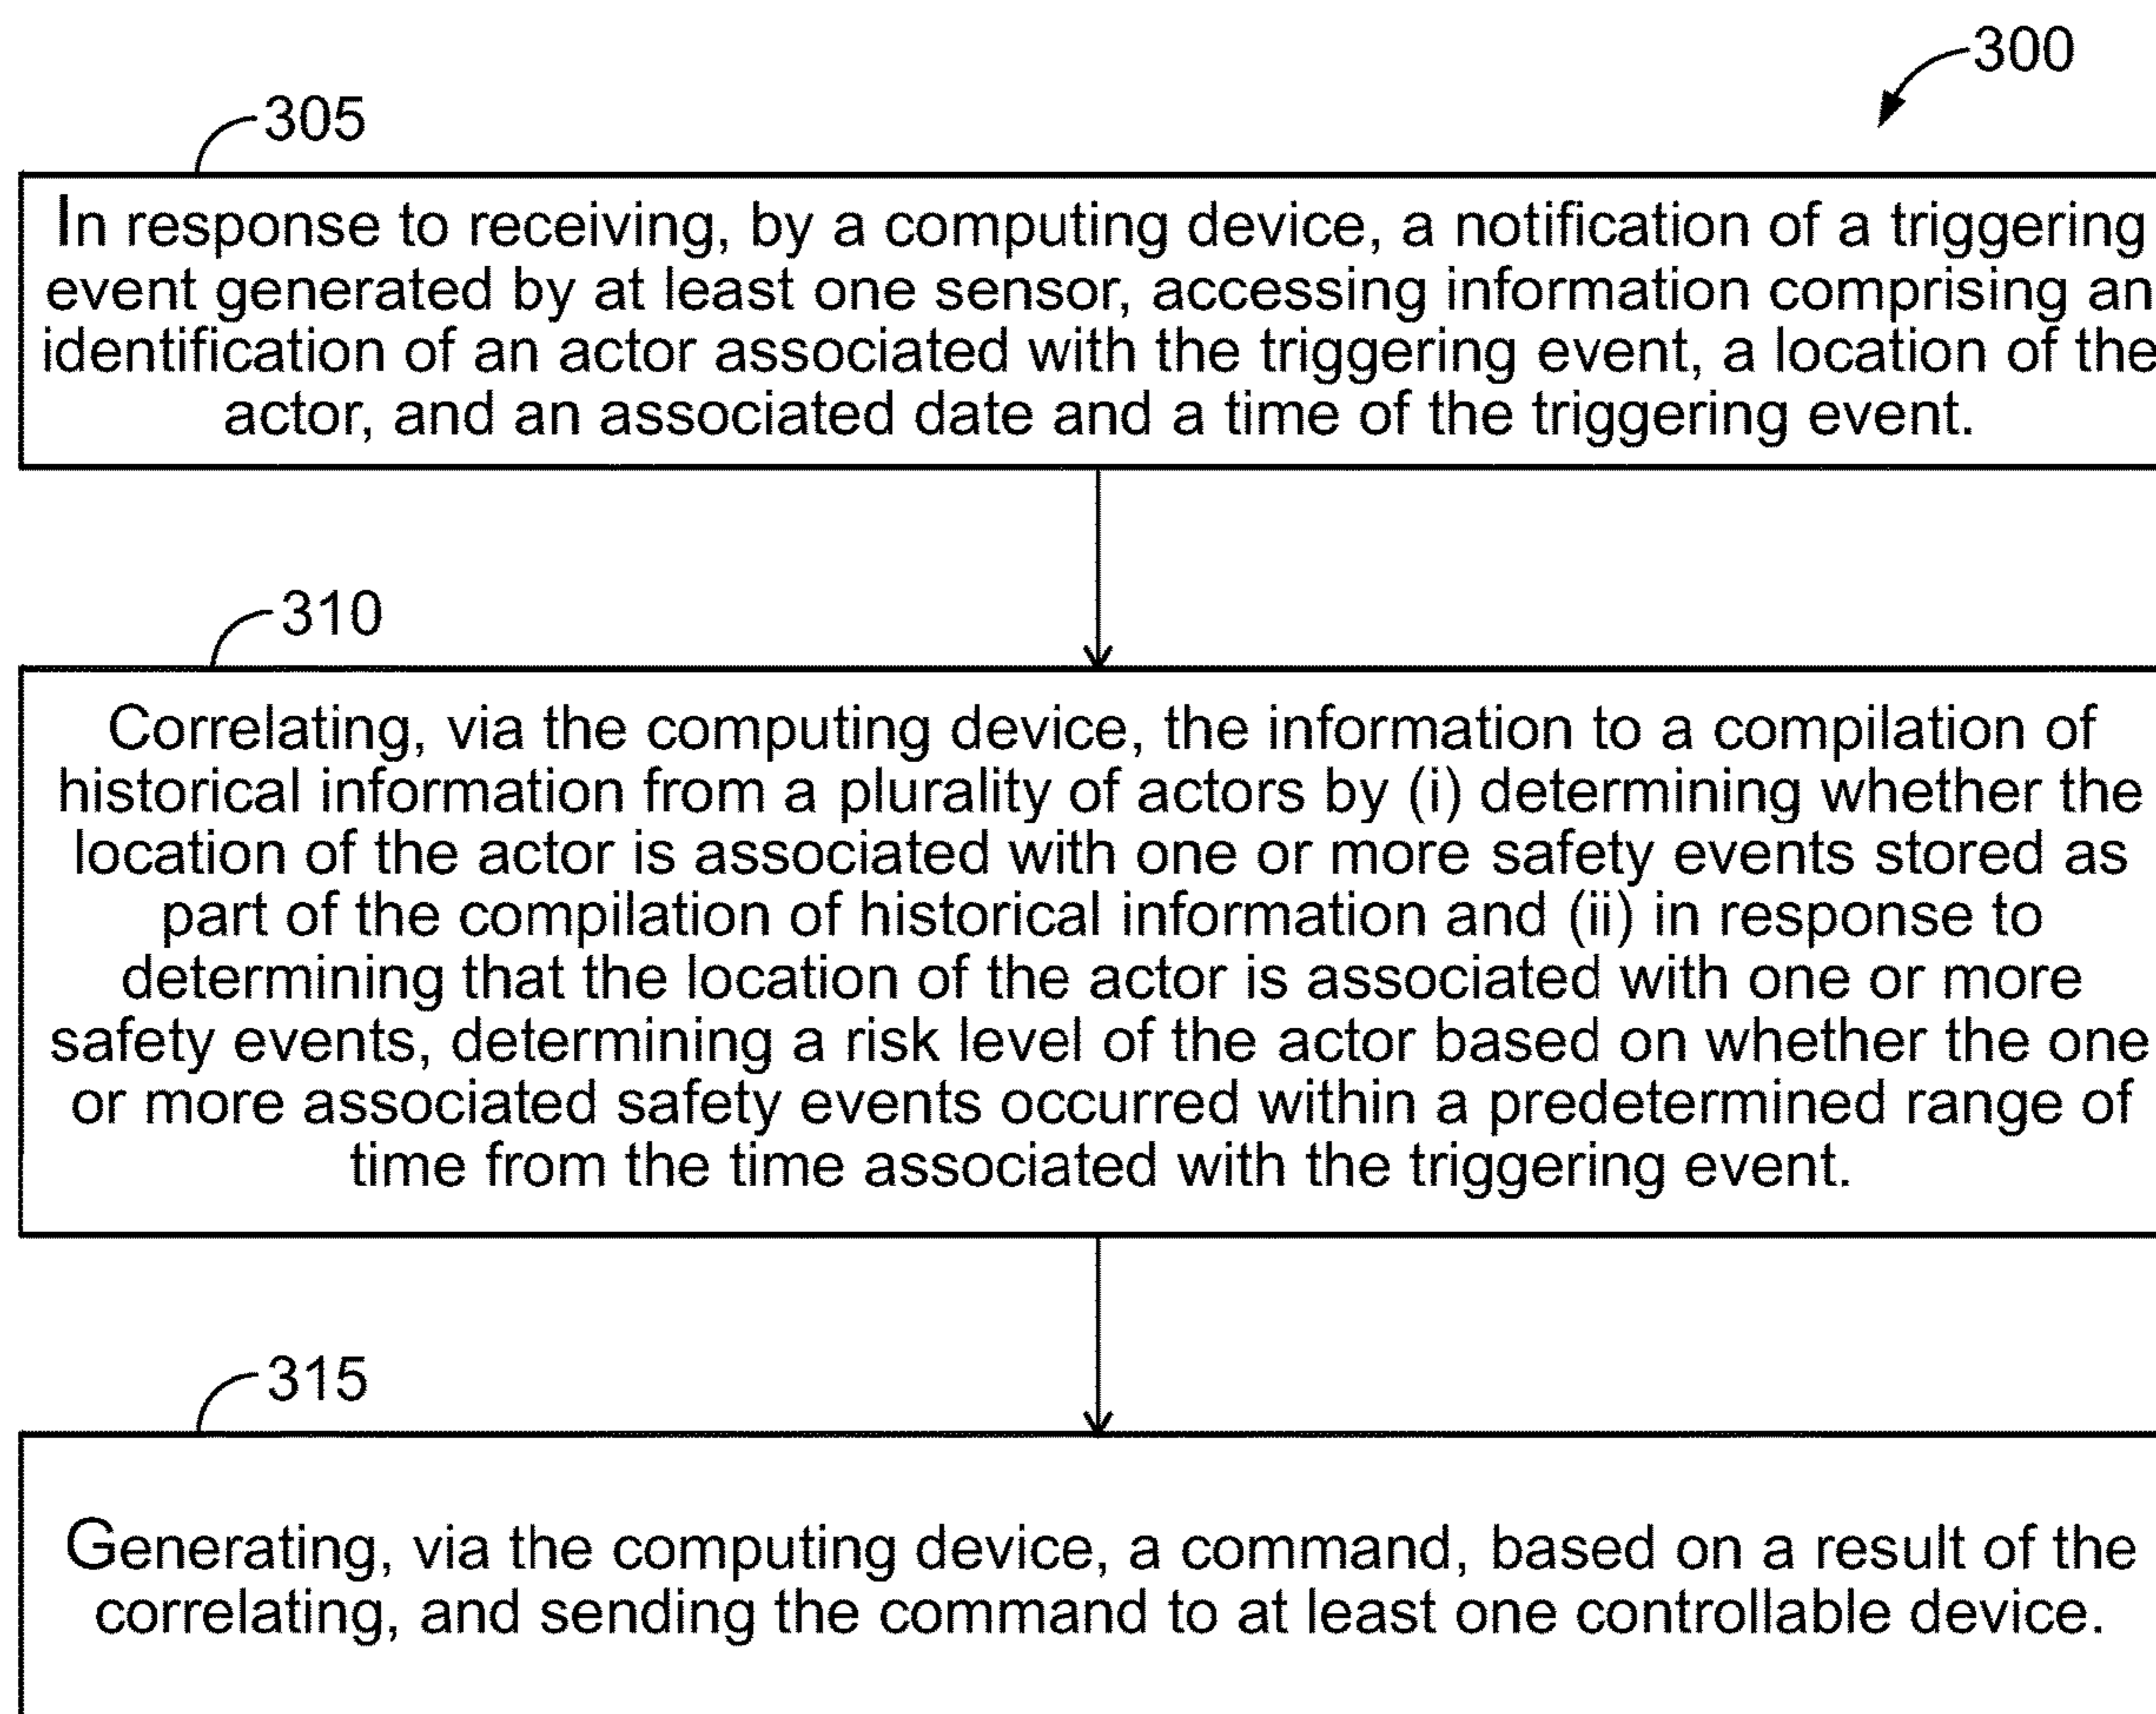 300
305
In response to receiving, by a computing device, a notification of a triggering
event generated by at least one sensor, accessing information comprising an
identification of an actor associated with the triggering event, a location of the
actor, and an associated date and a time of the triggering event.
310
Correlating, via the computing device, the information to a compilation of
historical information from a plurality of actors by (i) determining whether the
location of the actor is associated with one or more safety events stored as
part of the compilation of historical information and (ii) in response to
determining that the location of the actor is associated with one or more
safety events, determining a risk level of the actor based on whether the one
or more associated safety events occurred within a predetermined range of
time from the time associated with the triggering event.
315
Generating, via the computing device, a command, based on a result of the
correlating, and sending the command to at least one controllable device.